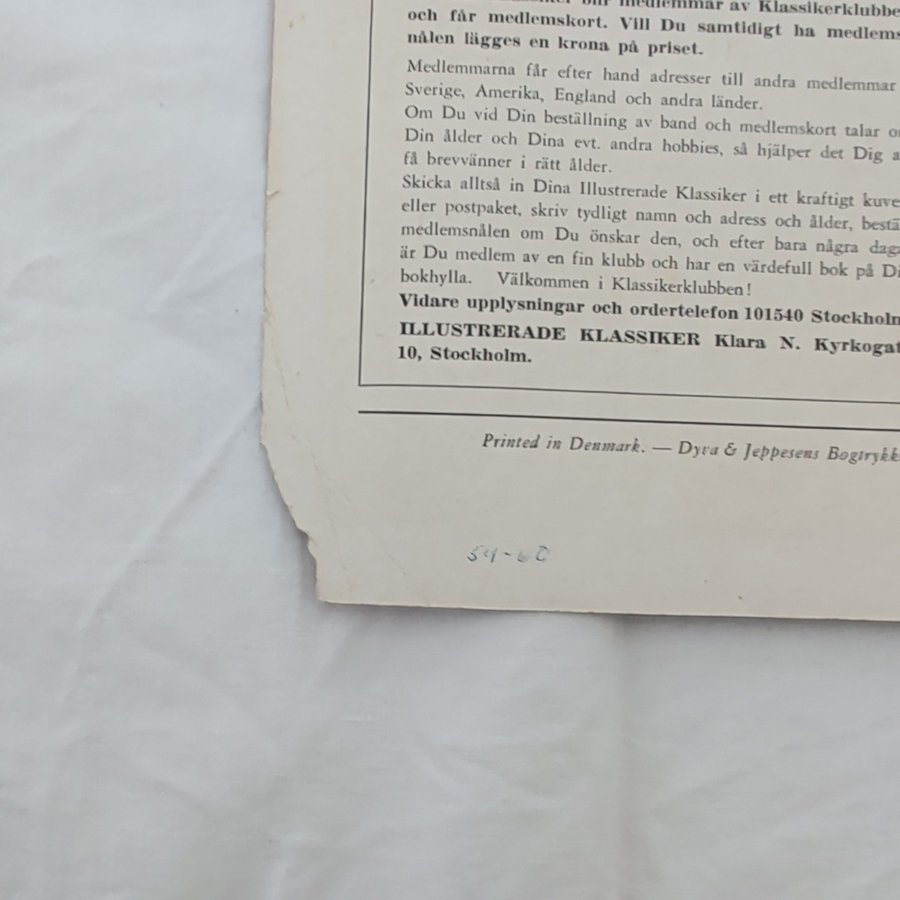 medlemmar av Klassikerklubbe
och får medlemskort. Vill Du samtidigt ha medlems
nålen lägges en krona på priset.
Medlemmarna får efter hand adresser till andra medlemmar
Sverige, Amerika, England och andra länder.
Om Du vid Din beställning av band och medlemskort talar o
Din ålder och Dina evt. andra hobbies, så hjälper det Dig a
få brevvänner i rätt ålder.
Skicka alltså in Dina Illustrerade Klassiker i ett kraftigt kuve
eller postpaket, skriv tydligt namn och adress och ålder, bestä
medlemsnålen om Du önskar den, och efter bara några daga
är Du medlem av en fin klubb och har en värdefull bok på Di
bokhylla. Välkommen i Klassikerklubben!
Vidare upplysningar och ordertelefon 101540 Stockholm
ILLUSTRERADE KLASSIKER Klara N. Kyrkogat
10, Stockholm.
Printed in Denmark. — Dyva & Jeppesens Bogtrykk